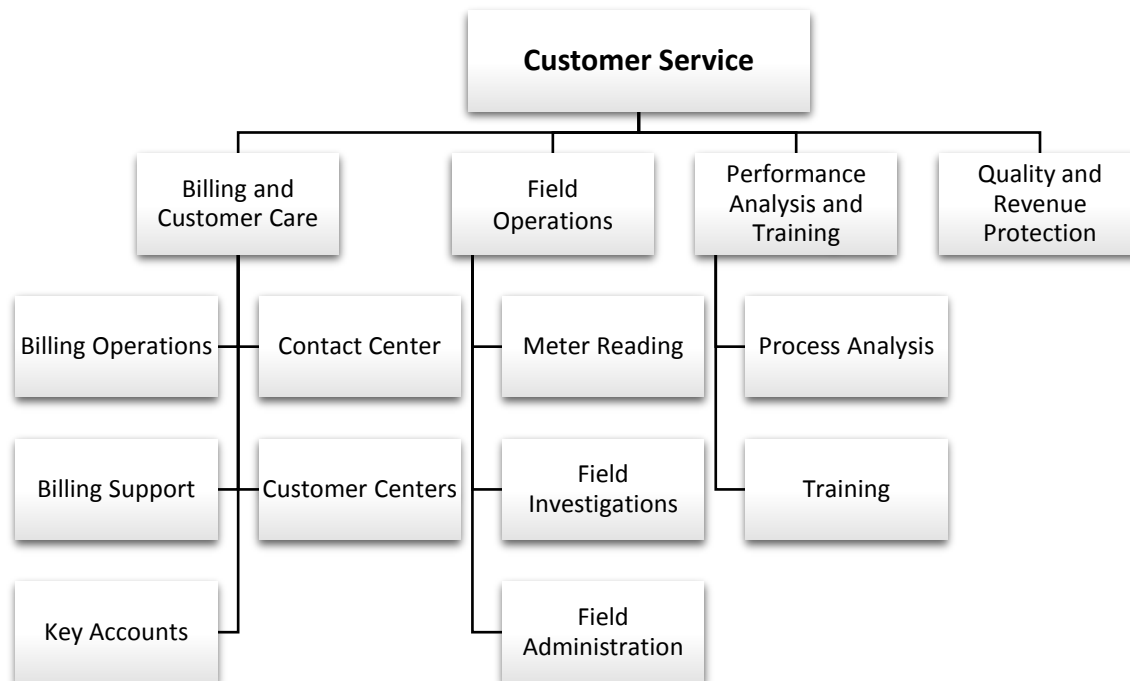 Customer Service
Billing and
Customer Care
Field
Operations
Performance
Analysis and
Training
Quality and
Revenue
Protection
Billing Operations
Contact Center
Meter Reading
Process Analysis
Billing Support
Customer Centers
Field
Investigations
Training
Key Accounts
Field
Administration